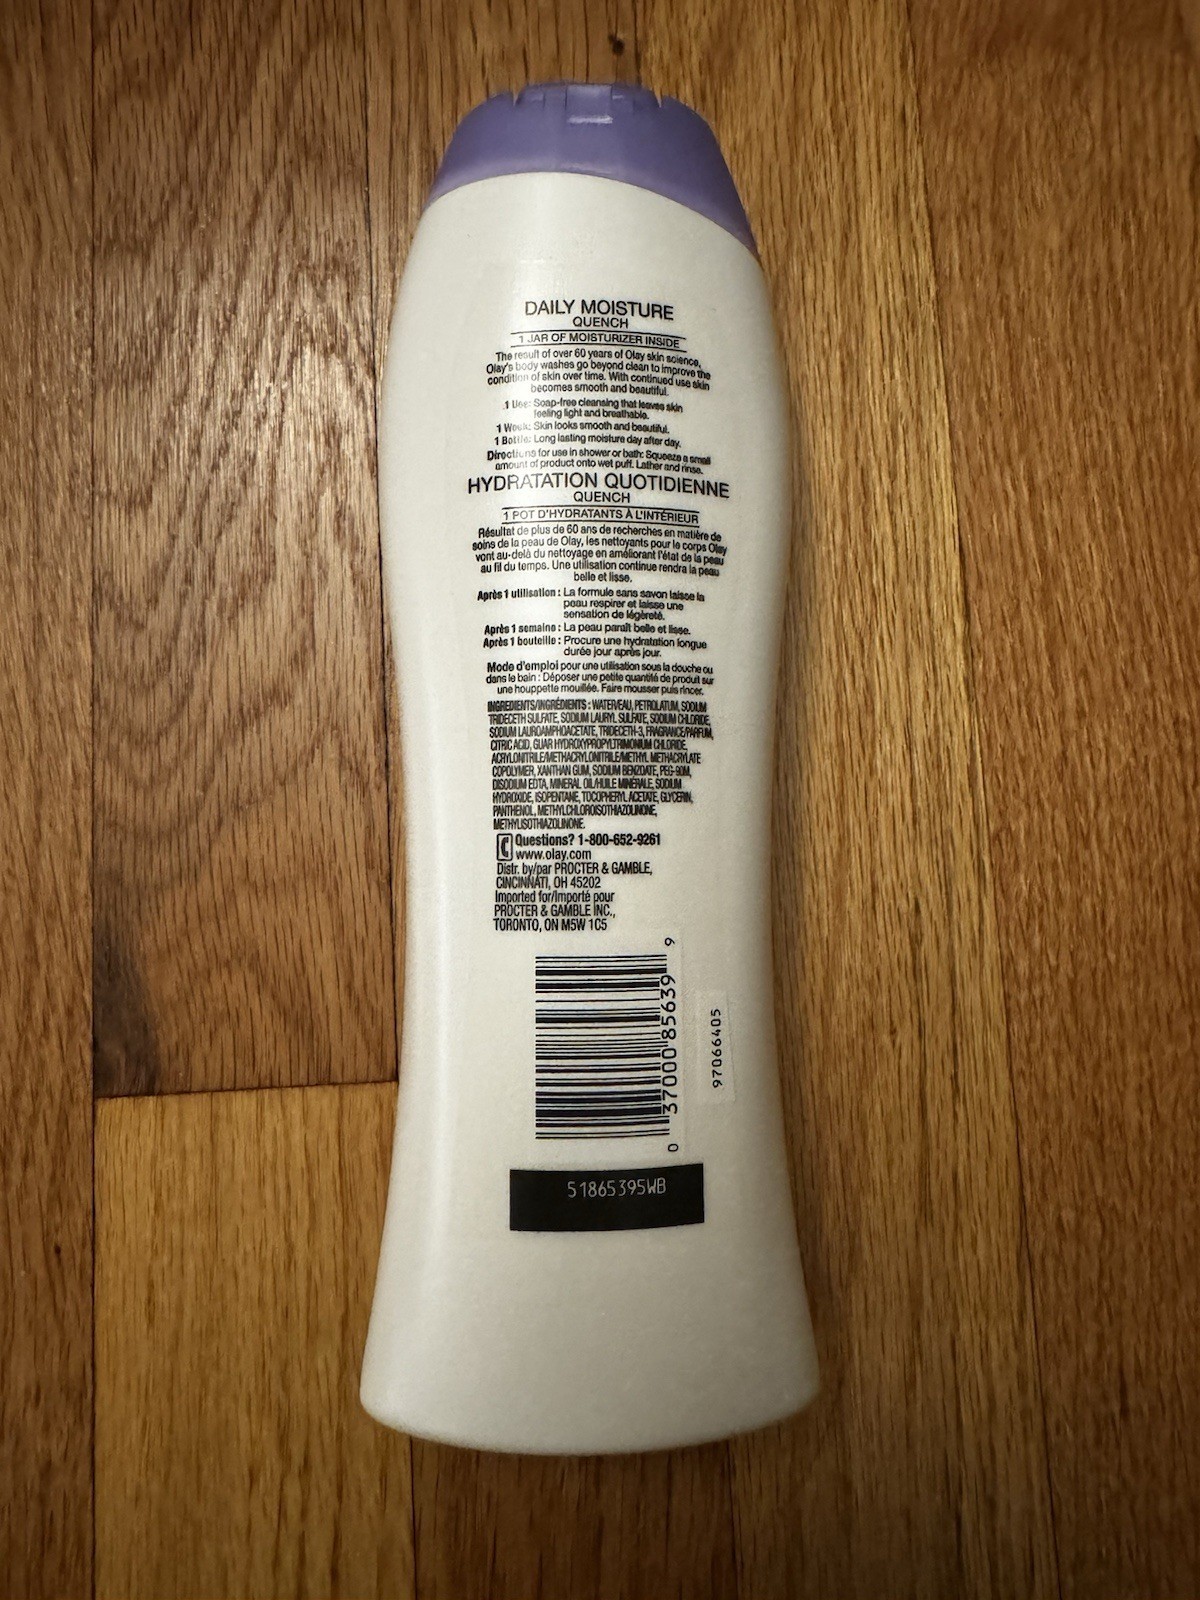 DAILY MOISTURE
QUENCH
1 JAR OF MOISTURIZER INSIDE
The result of over 60 years of Olay skin science,
Olay's body washes go beyond clean to improve the
condition of skin over time. With continued use skin
becomes smooth and beautiful.
1 Use: Soap-free cleansing that leaves skin
feeling light and breathable.
1 Week: Skin looks smooth and beautiful.
1 Bottle: Long lasting moisture day after day.
Directions for use in shower or bath: Squeeze a small
amount of product onto wet puff. Lather and rinse.
HYDRATATION QUOTIDIENNE
QUENCH
1 POT D'HYDRATANTS À L'INTÉRIEUR
Résultat de plus de 60 ans de recherches en matière de
soins de la peau de Olay, les nettoyants pour le corps Olay
vont au-delà du nettoyage en améliorant l'état de la peau
au fil du temps. Une utilisation continue rendra la peau
belle et lisse.
Après 1 utilisation : La formule sans savon laisse la
peau respirer et laisse une
sensation de légèreté.
Après 1 semaine : La peau paraît belle et lisse.
Après 1 bouteille : Procure une hydratation longue
durée jour après jour.
Mode d'emploi pour une utilisation sous la douche ou
dans le bain : Déposer une petite quantité de produit sur
une houppette mouillée. Faire mousser puis rincer.
INGREDIENTS/INGRÉDIENTS : WATER/EAU, PETROLATUM, SODIUM
TRIDECETH SULFATE, SODIUM LAURYL SULFATE, SODIUM CHLORIDE,
SODIUM LAUROAMPHOACETATE, TRIDECETH-3, FRAGRANCE/PARFUM,
CITRIC ACID, GUAR HYDROXYPROPYLTRIMONIUM CHLORIDE,
ACRYLONITRILE/METHACRYLONITRILE/METHYL METHACRYLATE
COPOLYMER, XANTHAN GUM, SODIUM BENZOATE, PEG-90M,
DISODIUM EDTA, MINERAL OIL/HUILE MINÉRALE, SODIUM
HYDROXIDE, ISOPENTANE, TOCOPHERYL ACETATE, GLYCERIN,
PANTHENOL, METHYLCHLOROISOTHIAZOLINONE,
METHYLISOTHIAZOLINONE.
Questions? 1-800-652-9261
www.olay.com
Distr. by/par PROCTER & GAMBLE,
CINCINNATI, OH 45202
Imported for/Importé pour
PROCTER & GAMBLE INC.,
TORONTO, ON M5W 1C5
0 37000 85639 9
97066405
51865395WB